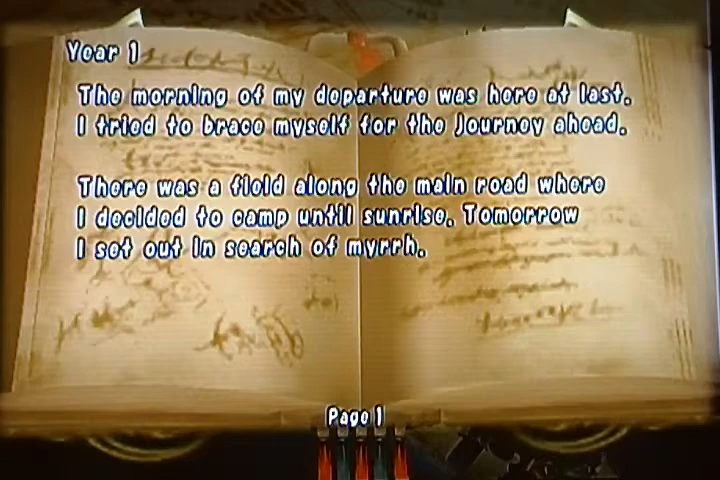 Year 1
The morning of my departure was here at last.
I tried to brace myself for the journey ahead.
There was a field along the main road where
I decided to camp until sunrise. Tomorrow
I set out in search of myrrh.
Page 1